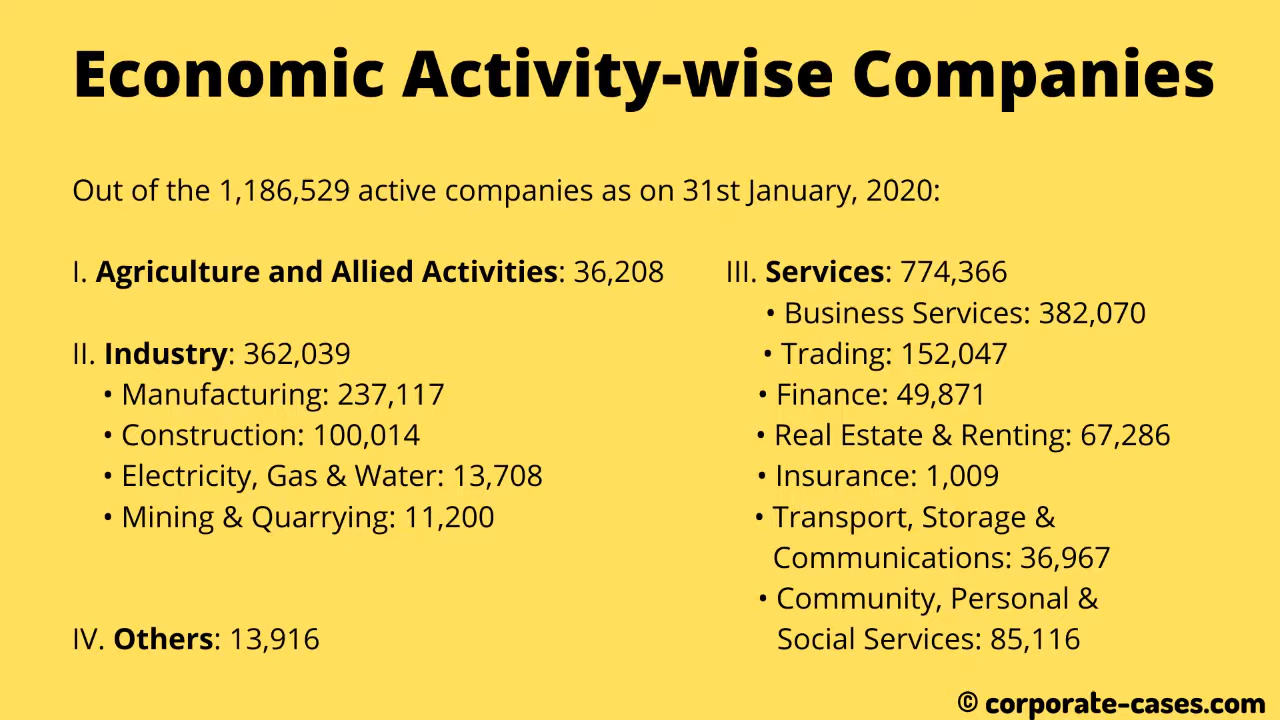 Economic Activity-wise Companies
Out of the 1,186,529 active companies as on 31st January, 2020:
I. Agriculture and Allied Activities: 36,208
II. Industry: 362,039
• Manufacturing: 237,117
• Construction: 100,014
• Electricity, Gas & Water: 13,708
• Mining & Quarrying: 11,200
III. Services: 774,366
• Business Services: 382,070
• Trading: 152,047
• Finance: 49,871
• Real Estate & Renting: 67,286
• Insurance: 1,009
• Transport, Storage &
Communications: 36,967
• Community, Personal &
Social Services: 85,116
IV. Others: 13,916
© corporate-cases.com